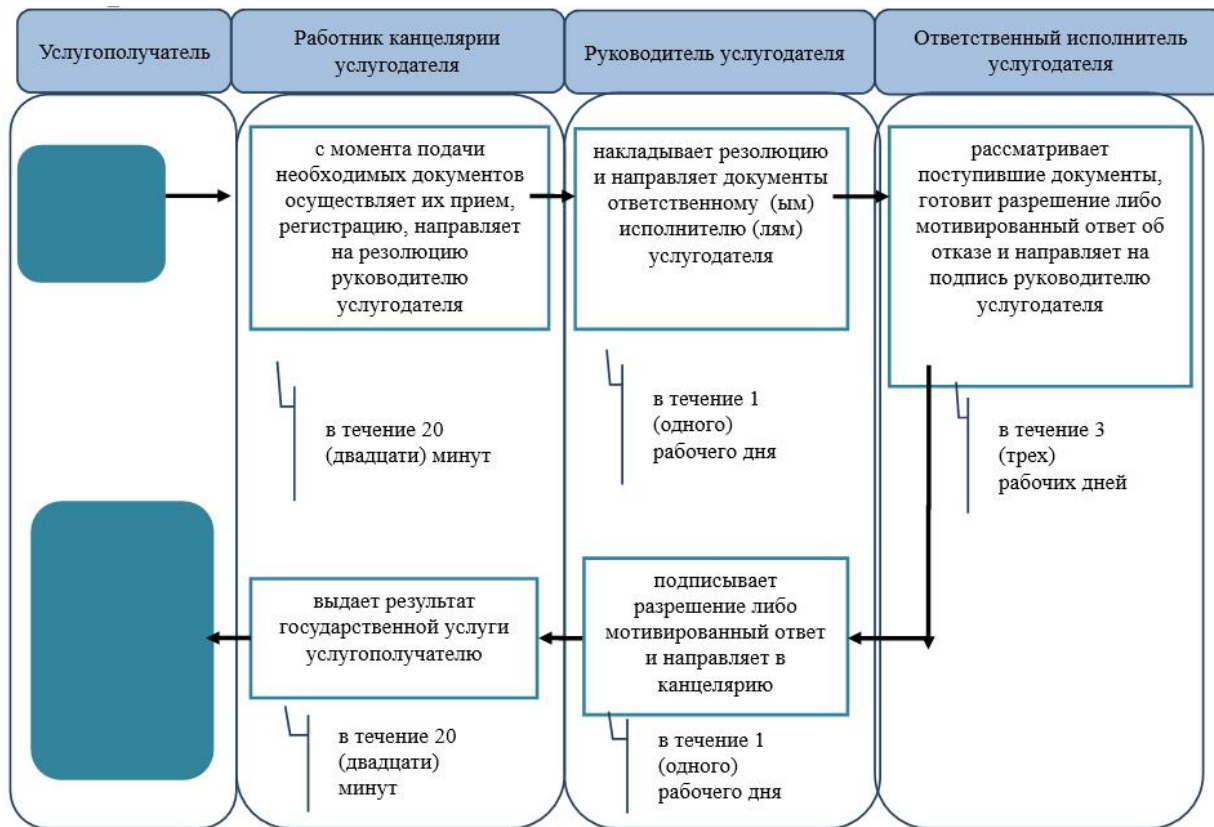 Услугополучатель
Работник канцелярии
услугодателя
Руководитель услугодателя
Ответственный исполнитель
услугодателя
с момента подачи
необходимых документов
осуществляет их прием,
регистрацию, направляет
на резолюцию
руководителю
услугодателя
накладывает резолюцию
и направляет документы
ответственному (ым)
исполнителю (лям)
услугодателя
рассматривает
поступившие документы,
готовит разрешение либо
мотивированный ответ об
отказе и направляет на
подпись руководителю
услугодателя
в течение 20
(двадцати) минут
в течение 1
(одного)
рабочего дня
в течение 3
(трех)
рабочих дней
выдает результат
государственной услуги
услугополучателю
подписывает
разрешение либо
мотивированный ответ
и направляет в
канцелярию
в течение 20
(двадцати)
минут
в течение 1
(одного)
рабочего дня